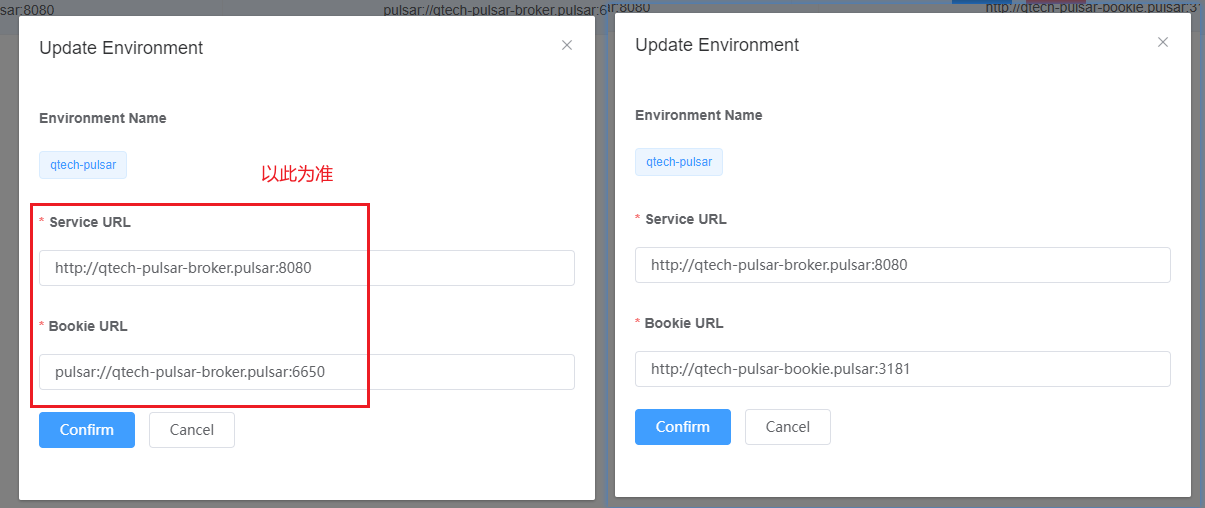 sar:8080
pulsar://qtech-pulsar-broker.pulsar:6
Update Environment
Environment Name
qtech-pulsar
以此为准
* Service URL
http://qtech-pulsar-broker.pulsar:8080
* Bookie URL
pulsar://qtech-pulsar-broker.pulsar:6650
Confirm
Cancel
:8080
http://qtech-pulsar-bookie.pulsar:3
Update Environment
Environment Name
qtech-pulsar
* Service URL
http://qtech-pulsar-broker.pulsar:8080
* Bookie URL
http://qtech-pulsar-bookie.pulsar:3181
Confirm
Cancel